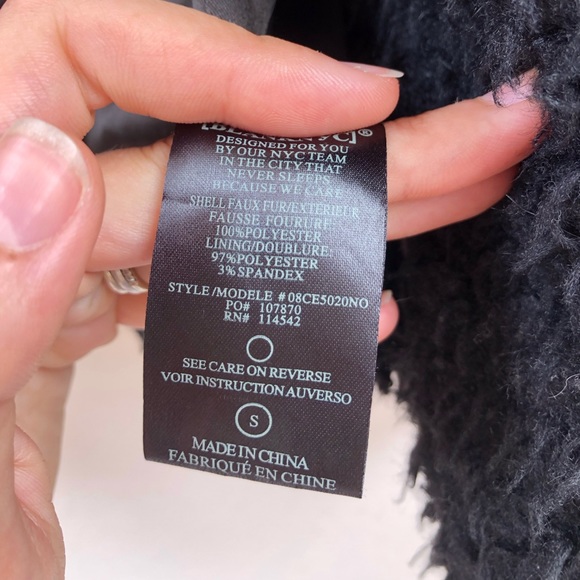 [BLANKNYC]®
DESIGNED FOR YOU
BY OUR NYC TEAM
IN THE CITY THAT
NEVER SLEEPS
BECAUSE WE CARE
SHELL FAUX FUR/EXTÉRIEUR
FAUSSE FOURURE:
100%POLYESTER
LINING/DOUBLURE:
97%POLYESTER
3%SPANDEX
STYLE/MODELE #08CE5020NO
PO# 107870
RN# 114542
SEE CARE ON REVERSE
VOIR INSTRUCTION AUVERSO
S
MADE IN CHINA
FABRIQUÉ EN CHINE